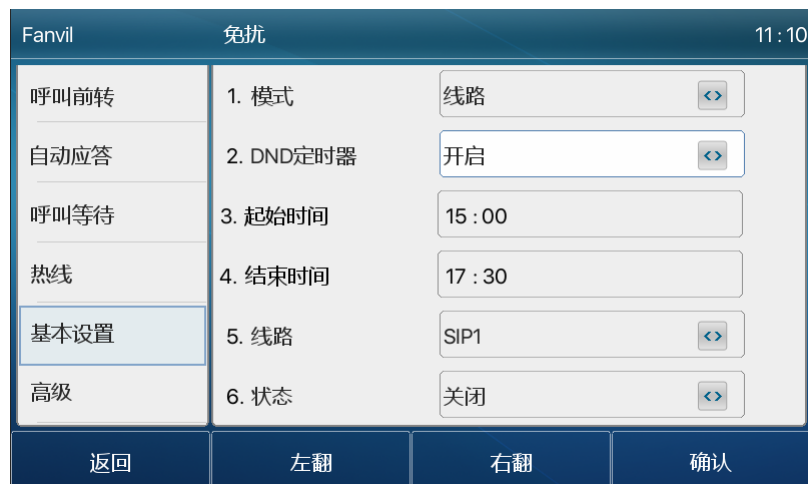 Fanvil 免扰 11:10
呼叫前转
自动应答
呼叫等待
热线
基本设置
高级
1. 模式 线路
2. DND定时器 开启
3. 起始时间 15:00
4. 结束时间 17:30
5. 线路 SIP1
6. 状态 关闭
返回 左翻 右翻 确认